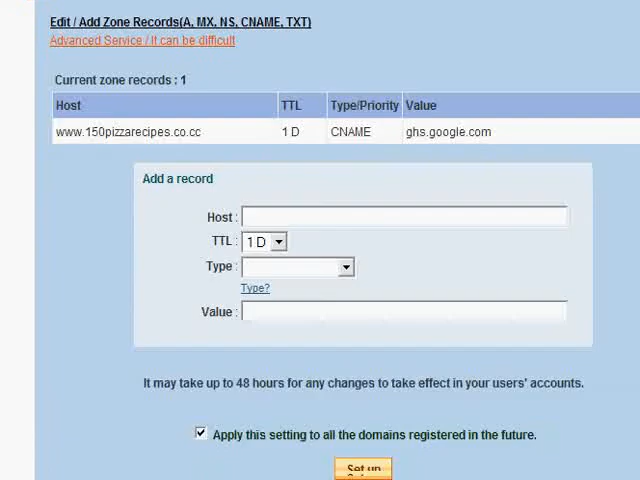 Edit / Add Zone Records(A, MX, NS, CNAME, TXT)
Advanced Service / It can be difficult
Current zone records : 1
Host TTL Type/Priority Value
www.150pizzarecipes.co.cc 1 D CNAME ghs.google.com
Add a record
Host :
TTL : 1 D
Type :
Type?
Value :
It may take up to 48 hours for any changes to take effect in your users' accounts.
Apply this setting to all the domains registered in the future.
Set up